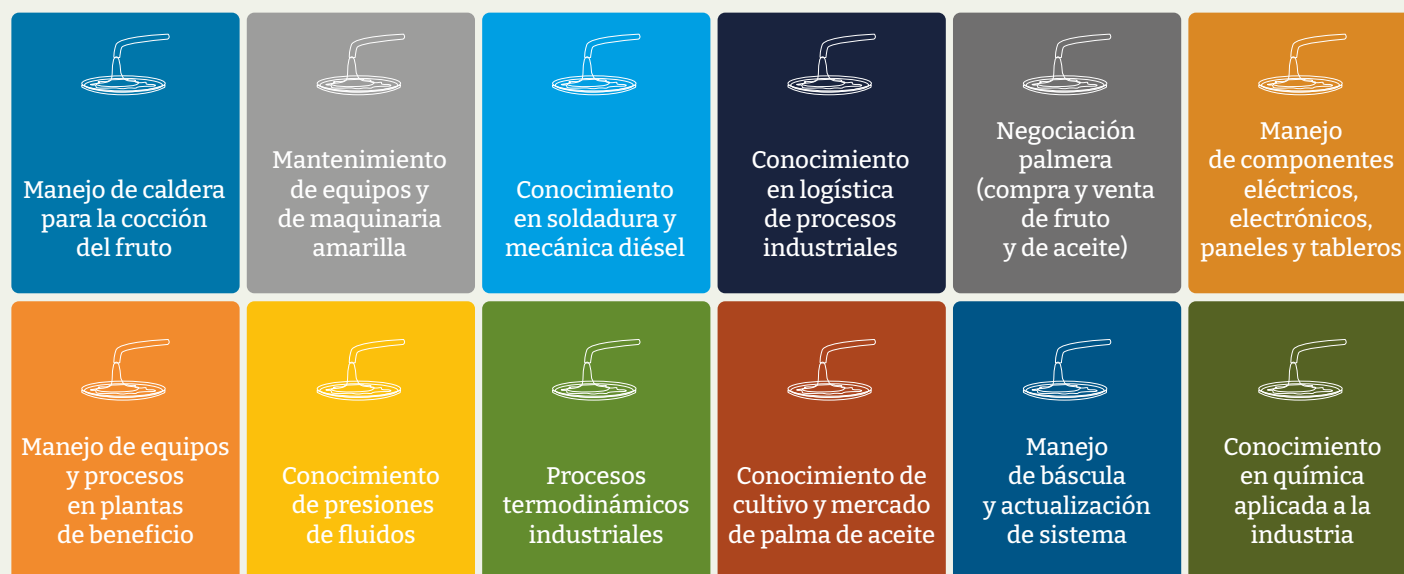 Manejo de caldera
para la cocción
del fruto
Mantenimiento
de equipos y
de maquinaria
amarilla
Conocimiento
en soldadura y
mecánica diésel
Conocimiento
en logística
de procesos
industriales
Negociación
palmera
(compra y venta
de fruto
y de aceite)
Manejo
de componentes
eléctricos,
electrónicos,
paneles y tableros
Manejo de equipos
y procesos
en plantas
de beneficio
Conocimiento
de presiones
de fluidos
Procesos
termodinámicos
industriales
Conocimiento de
cultivo y mercado
de palma de aceite
Manejo
de báscula
y actualización
de sistema
Conocimiento
en química
aplicada a la
industria